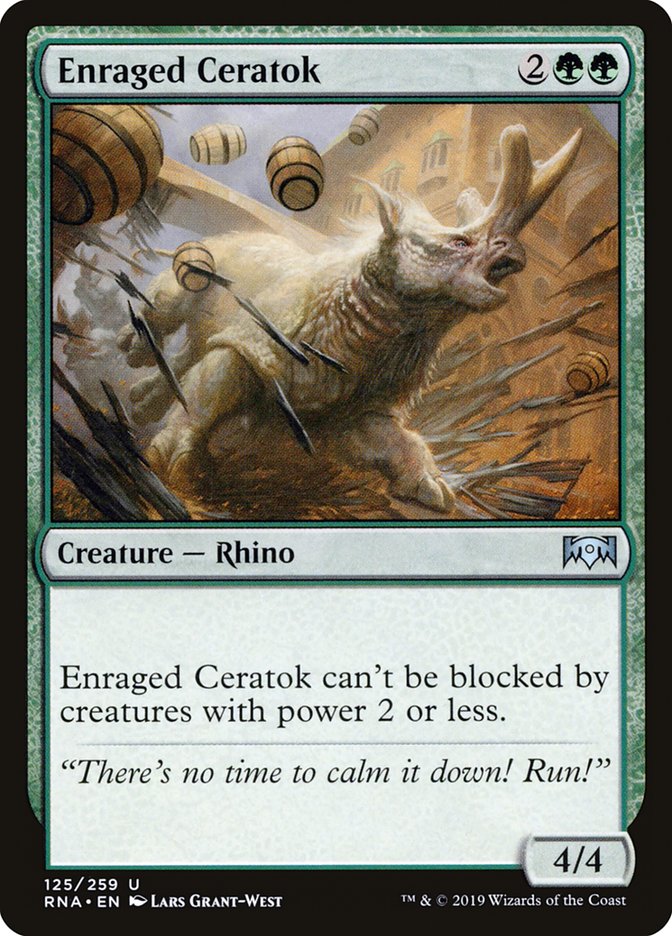 Enraged Ceratok 2
Creature — Rhino
Enraged Ceratok can't be blocked by
creatures with power 2 or less.
"There's no time to calm it down! Run!"
4/4
125/259 U
RNA • EN Lars Grant-West
™ & © 2019 Wizards of the Coast